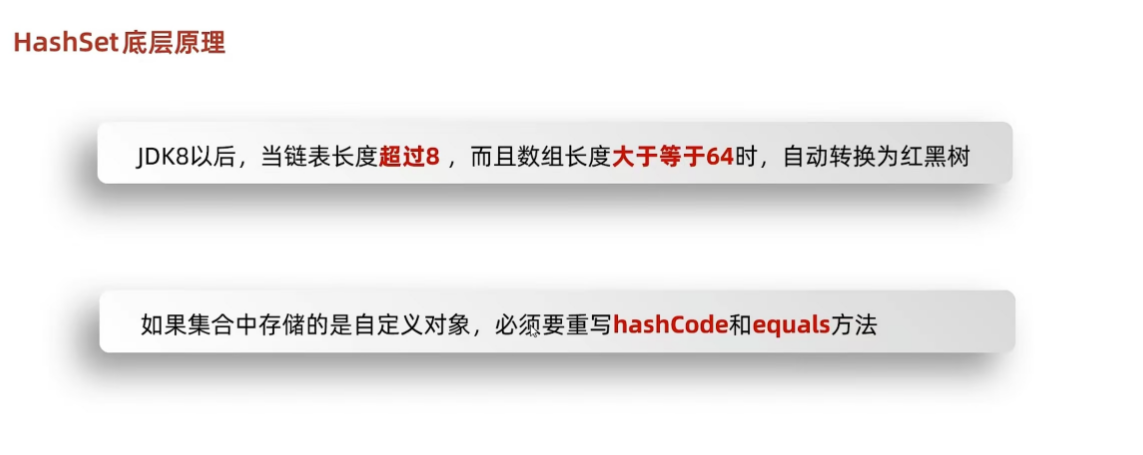 HashSet底层原理
JDK8以后，当链表长度超过8 ，而且数组长度大于等于64时，自动转换为红黑树
如果集合中存储的是自定义对象，必须要重写hashCode和equals方法